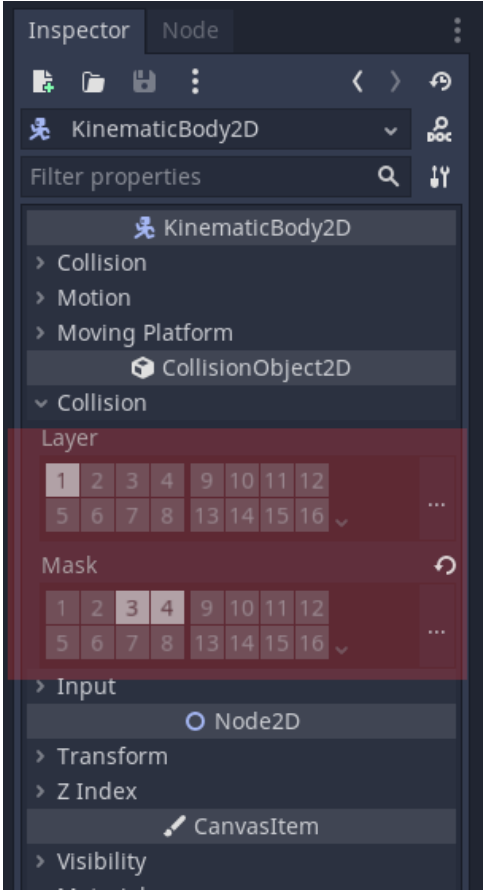 Inspector Node
KinematicBody2D DOC
Filter properties
KinematicBody2D
Collision
Motion
Moving Platform
CollisionObject2D
Collision
Layer
1 2 3 4 9 10 11 12
5 6 7 8 13 14 15 16 ...
Mask
1 2 3 4 9 10 11 12
5 6 7 8 13 14 15 16 ...
Input
Node2D
Transform
Z Index
CanvasItem
Visibility